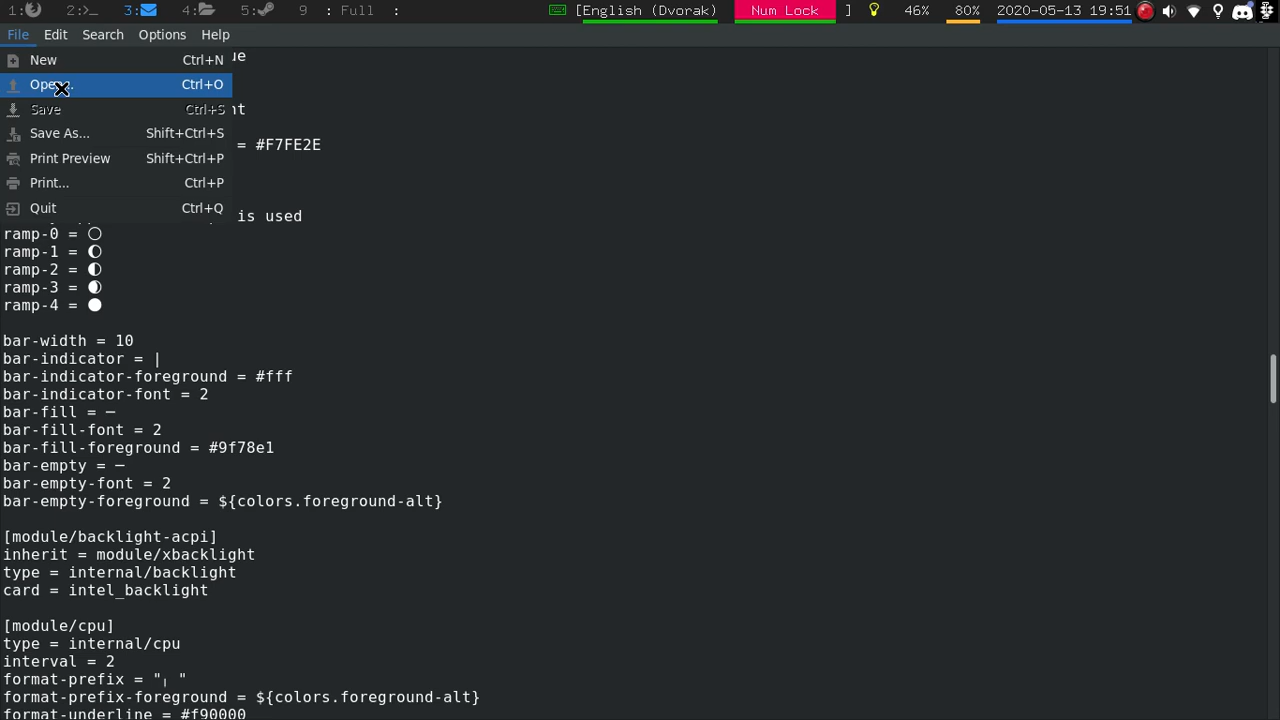 1: 2: 3: 4: 5: 9 : Full : [English (Dvorak) Num Lock ] 46% 80% 2020-05-13 19:51
File Edit Search Options Help
New Ctrl+N ue
Ctrl+O
Save Ctrl+S nt
Save As... Shift+Ctrl+S = #F7FE2E
Print Preview Shift+Ctrl+P
Print... Ctrl+P
Quit Ctrl+Q is used
ramp-0 = ○
ramp-1 =
ramp-2 = ◐
ramp-3 =
ramp-4 = ●
bar-width = 10
bar-indicator = |
bar-indicator-foreground = #fff
bar-indicator-font = 2
bar-fill = ─
bar-fill-font = 2
bar-fill-foreground = #9f78e1
bar-empty = ─
bar-empty-font = 2
bar-empty-foreground = ${colors.foreground-alt}
[module/backlight-acpi]
inherit = module/xbacklight
type = internal/backlight
card = intel_backlight
[module/cpu]
type = internal/cpu
interval = 2
format-prefix = " "
format-prefix-foreground = ${colors.foreground-alt}
format-underline = #f90000